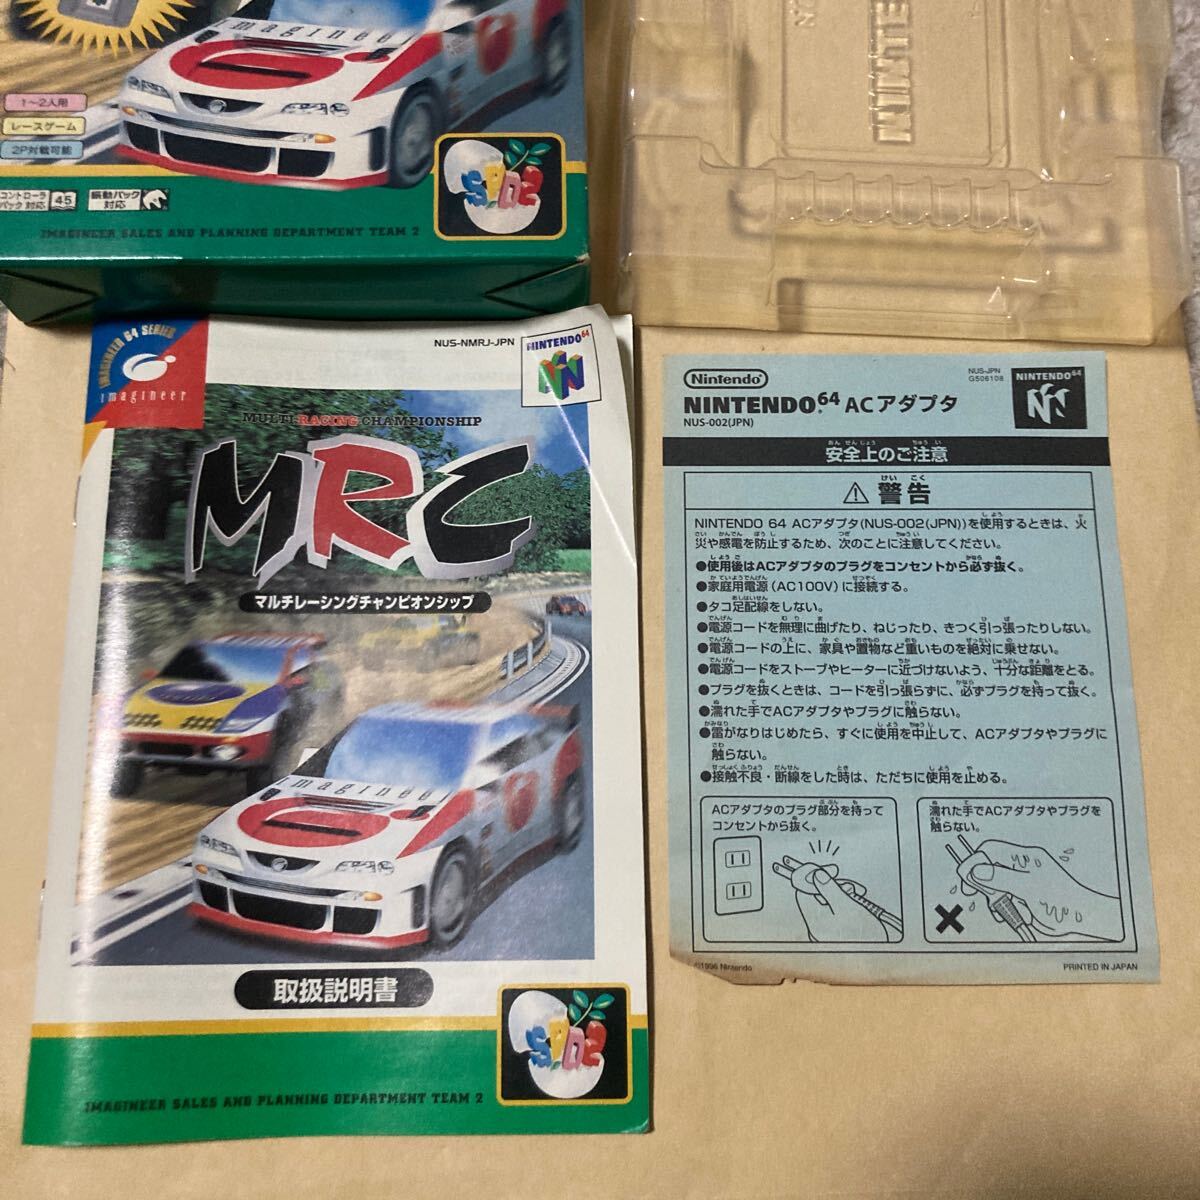 imagineer
1~2人用
レースゲーム
2P対戦可能
コントローラ
パック対応
45
振動パック
対応
SPD2
IMAGINEER SALES AND PLANNING DEPARTMENT TEAM 2
IMAGINEER 64 SERIES
imagineer
NUS-NMRJ-JPN
NINTENDO64
MULTI-RACING CHAMPIONSHIP
MRC
マルチレーシングチャンピオンシップ
imagineer
取扱説明書
SPD2
IMAGINEER SALES AND PLANNING DEPARTMENT TEAM 2
Nintendo
NUS-JPN
G506108
NINTENDO64 ACアダプタ
NUS-002(JPN)
NINTENDO64
安全上のご注意
警告
NINTENDO 64 ACアダプタ(NUS-002(JPN))を使用するときは、火
災や感電を防止するため、次のことに注意してください。
●使用後はACアダプタのプラグをコンセントから必ず抜く。
●家庭用電源(AC100V)に接続する。
●タコ足配線をしない。
●電源コードを無理に曲げたり、ねじったり、きつく引っ張ったりしない。
●電源コードの上に、家具や置物など重いものを絶対に乗せない。
●電源コードをストーブやヒーターに近づけないよう、十分な距離をとる。
●プラグを抜くときは、コードを引っ張らずに、必ずプラグを持って抜く。
●濡れた手でACアダプタやプラグに触らない。
●雷がなりはじめたら、すぐに使用を中止して、ACアダプタやプラグに
触らない。
●接触不良・断線をした時は、ただちに使用を止める。
ACアダプタのプラグ部分を持って
コンセントから抜く。
濡れた手でACアダプタやプラグを
触らない。
©1996 Nintendo
PRINTED IN JAPAN